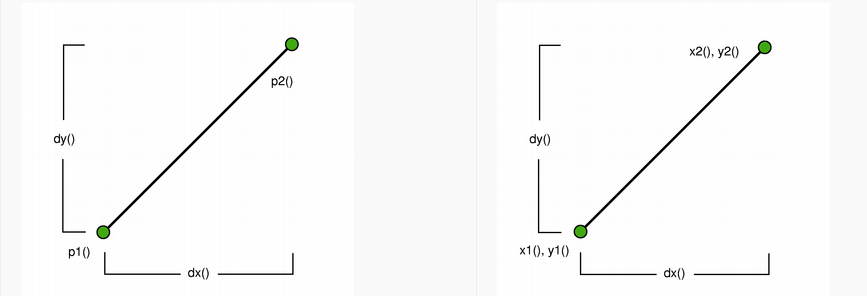 p2()
dy()
p1()
dx()
x2(), y2()
dy()
x1(), y1()
dx()